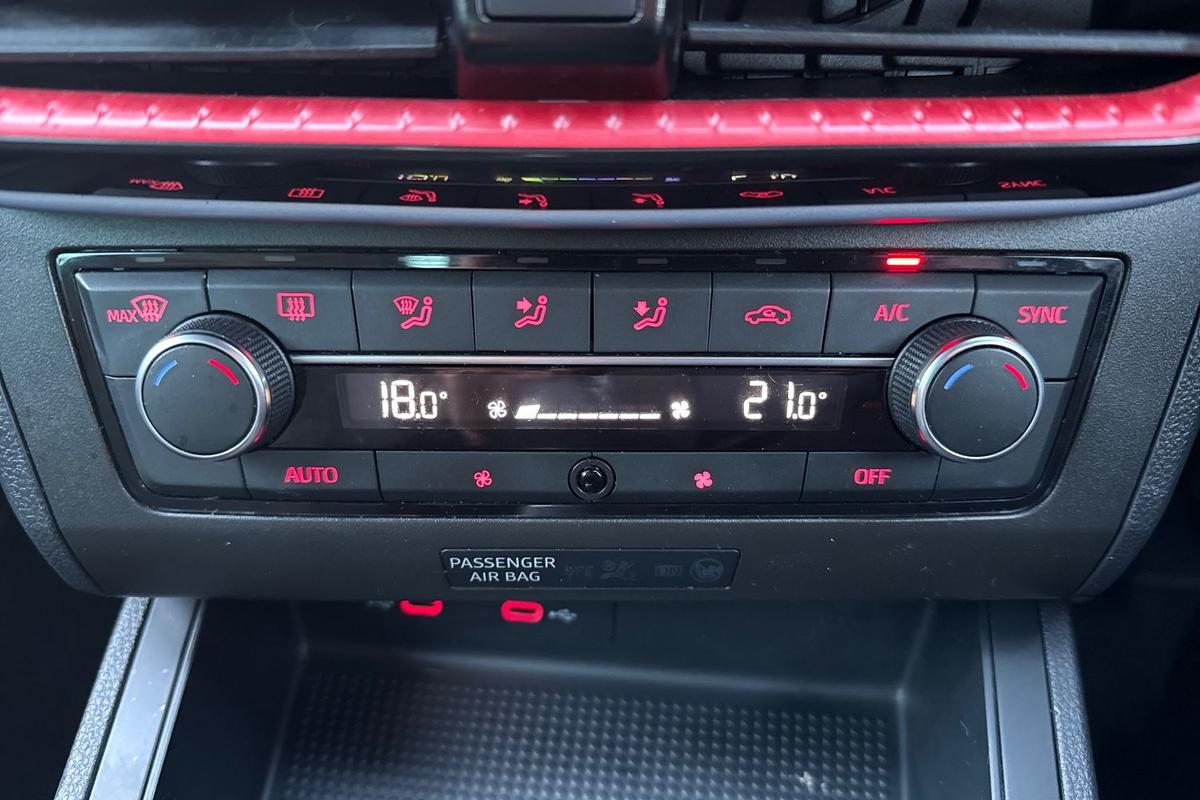 MAX
A/C
SYNC
18.0°
21.0°
AUTO
OFF
PASSENGER
AIR BAG